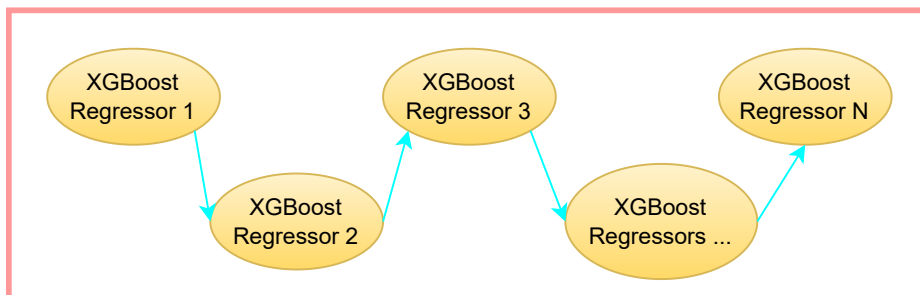 XGBoost
Regressor 1
XGBoost
Regressor 2
XGBoost
Regressor 3
XGBoost
Regressors ...
XGBoost
Regressor N